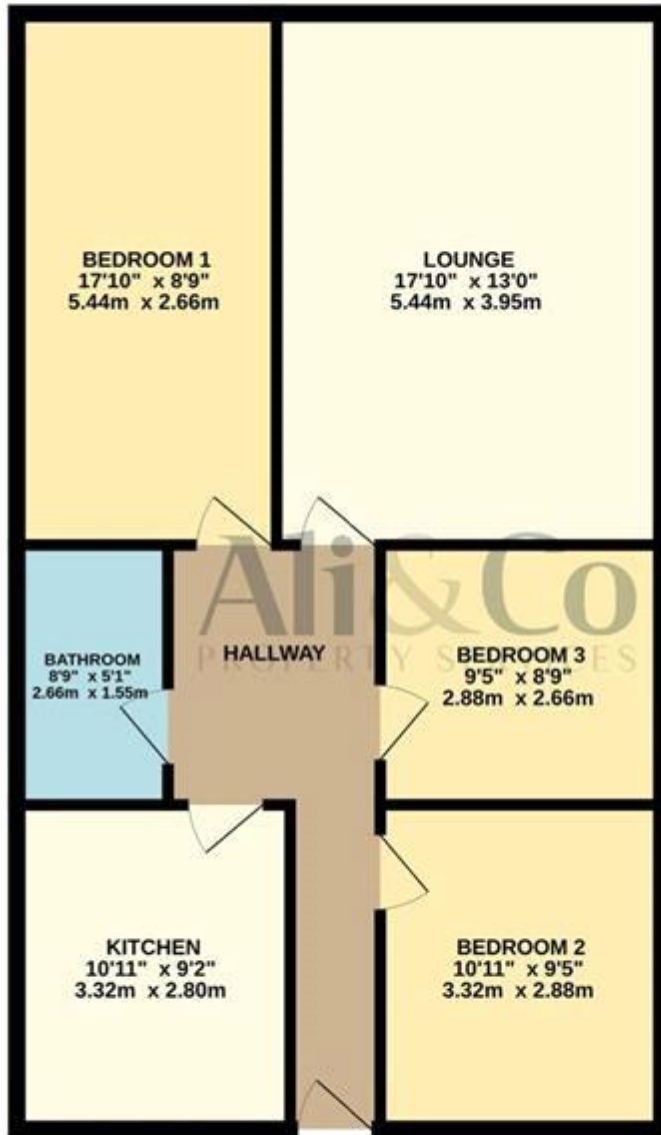 BEDROOM 1
17'10" x 8'9"
5.44m x 2.66m
LOUNGE
17'10" x 13'0"
5.44m x 3.95m
Ali&Co
HALLWAY
BATHROOM
8'9" x 5'1"
2.66m x 1.55m
BEDROOM 3
9'5" x 8'9"
2.88m x 2.66m
KITCHEN
10'11" x 9'2"
3.32m x 2.80m
BEDROOM 2
10'11" x 9'5"
3.32m x 2.88m